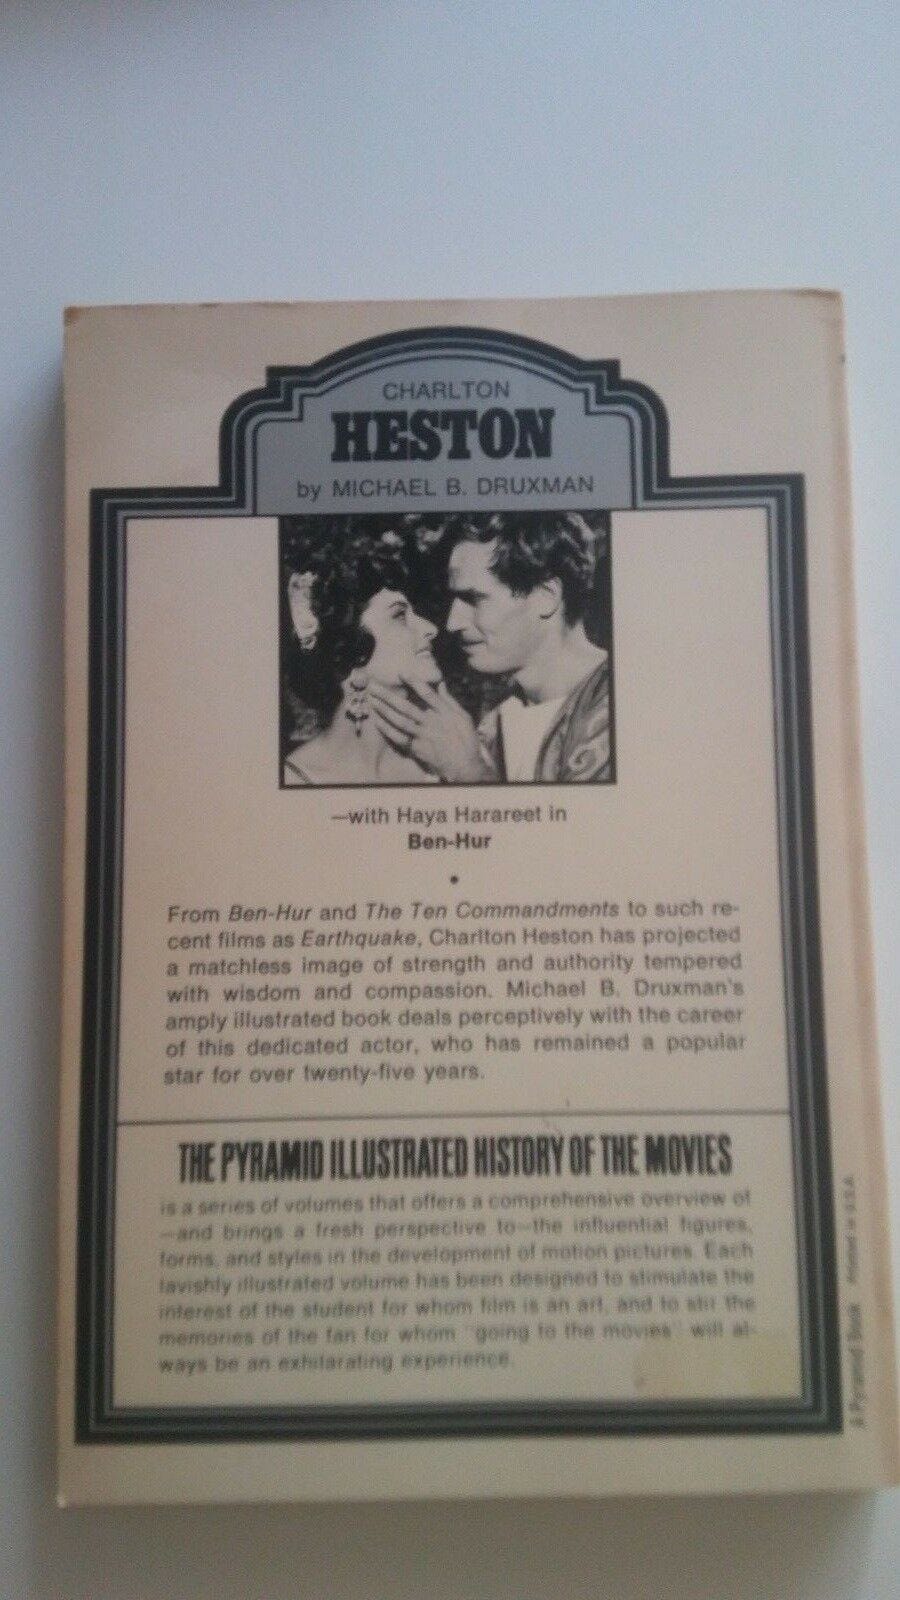 CHARLTON
HESTON
by MICHAEL B. DRUXMAN
—with Haya Harareet in
Ben-Hur
•
From Ben-Hur and The Ten Commandments to such re-
cent films as Earthquake, Charlton Heston has projected
a matchless image of strength and authority tempered
with wisdom and compassion. Michael B. Druxman's
amply illustrated book deals perceptively with the career
of this dedicated actor, who has remained a popular
star for over twenty-five years.
THE PYRAMID ILLUSTRATED HISTORY OF THE MOVIES
is a series of volumes that offers a comprehensive overview of
—and brings a fresh perspective to—the influential figures,
forms, and styles in the development of motion pictures. Each
lavishly illustrated volume has been designed to stimulate the
interest of the student for whom film is an art, and to stir the
memories of the fan for whom "going to the movies" will al-
ways be an exhilarating experience.
A Pyramid Book Printed in U.S.A.